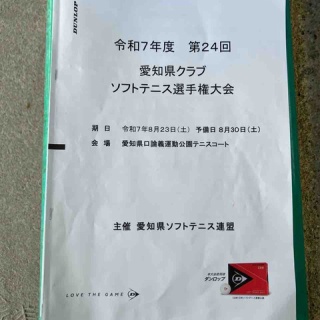 DUNLOP
令和7年度 第24回
愛知県クラブ
ソフトテニス選手権大会
期 日 令和7年8月23日(土) 予備日 8月30日(土)
会 場 愛知県口論義運動公園テニスコート
主催 愛知県ソフトテニス連盟
ダンロップ
LOVE THE GAME